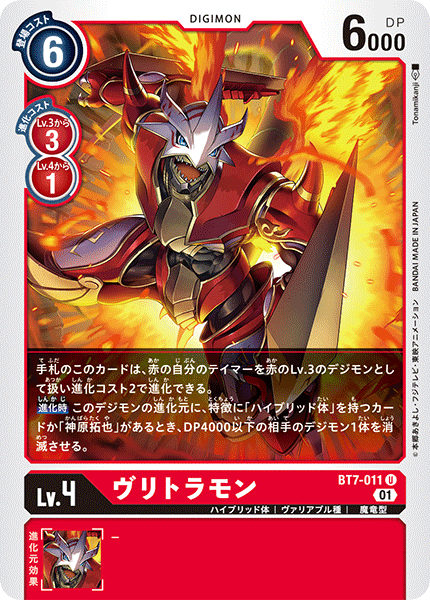 DIGIMON
登場コスト
6
6000
DP
進化コスト
Lv.3から
3
Lv.4から
1
Tonamikanji
BANDAI MADE IN JAPAN
© 本郷あきよし・フジテレビ・東映アニメーション
手札のこのカードは、赤の自分のテイマーを赤のLv.3のデジモンとし
て扱い進化コスト2で進化できる。
進化時 このデジモンの進化元に、特徴に「ハイブリッド体」を持つカー
ドか「神原拓也」があるとき、DP4000以下の相手のデジモン1体を消
滅させる。
BT7-011 U
Lv.4
ヴリトラモン
01
ハイブリッド体 | ヴァリアブル種 | 魔竜型
進化元効果
−